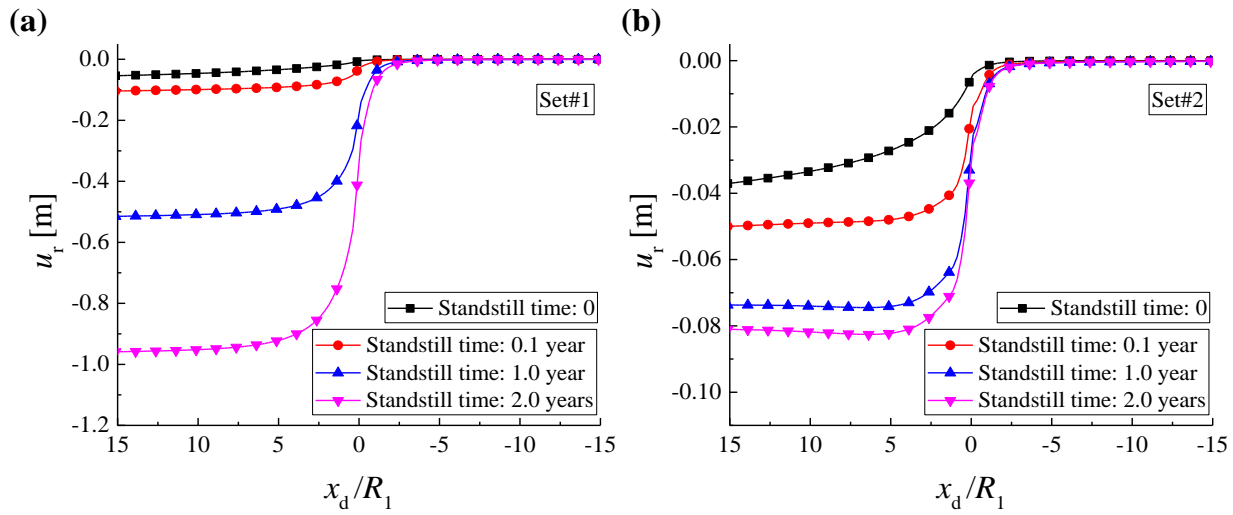 (a)
0.0
-0.2
-0.4
-0.6
-0.8
-1.0
-1.2
u_r [m]
Set#1
Standstill time: 0
Standstill time: 0.1 year
Standstill time: 1.0 year
Standstill time: 2.0 years
15 10 5 0 -5 -10 -15
x_d/R_1
(b)
0.00
-0.02
-0.04
-0.06
-0.08
-0.10
u_r [m]
Set#2
Standstill time: 0
Standstill time: 0.1 year
Standstill time: 1.0 year
Standstill time: 2.0 years
15 10 5 0 -5 -10 -15
x_d/R_1